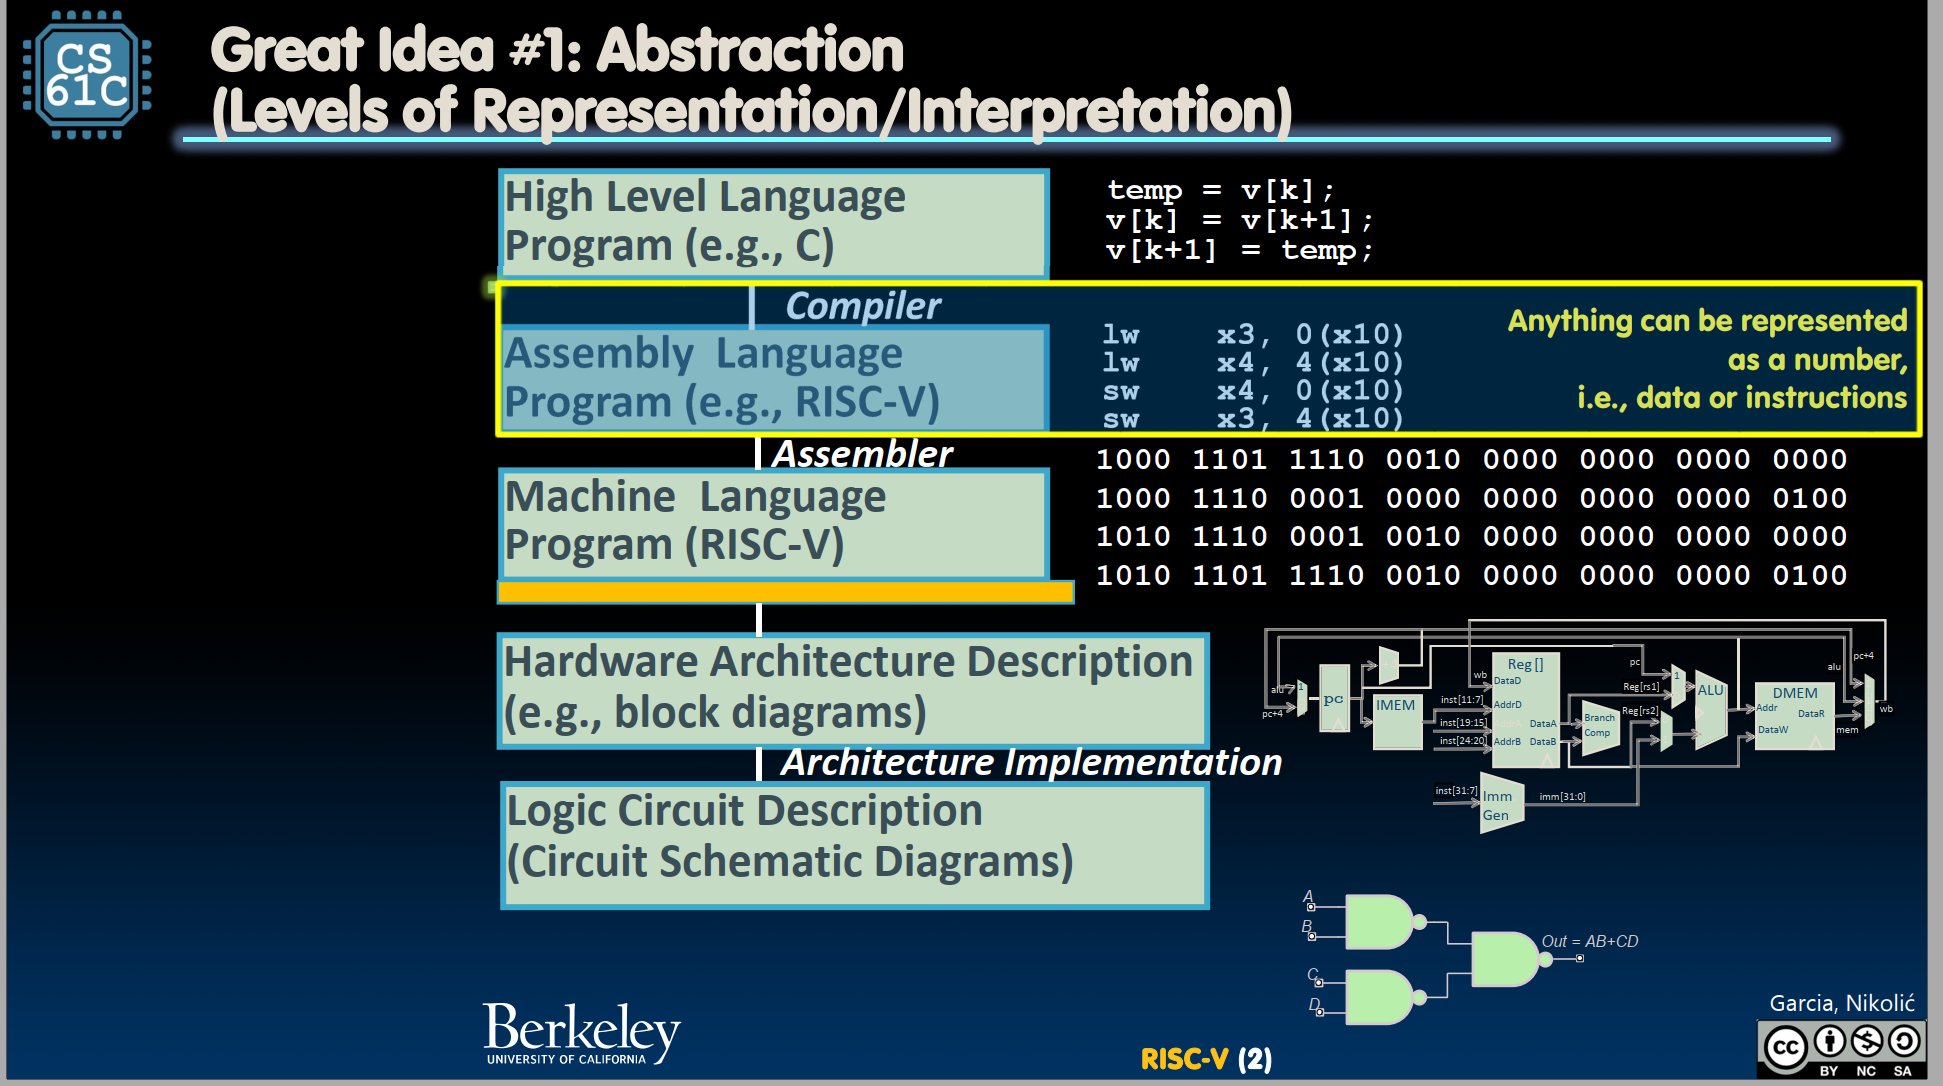 CS
61C
Great Idea #1: Abstraction
(Levels of Representation/Interpretation)
High Level Language
Program (e.g., C)
temp = v[k];
v[k] = v[k+1];
v[k+1] = temp;
Compiler
Assembly Language
Program (e.g., RISC-V)
lw x3, 0(x10)
lw x4, 4(x10)
sw x4, 0(x10)
sw x3, 4(x10)
Anything can be represented
as a number,
i.e., data or instructions
Assembler
Machine Language
Program (RISC-V)
1000 1101 1110 0010 0000 0000 0000 0000
1000 1110 0001 0000 0000 0000 0000 0100
1010 1110 0001 0010 0000 0000 0000 0000
1010 1101 1110 0010 0000 0000 0000 0100
Hardware Architecture Description
(e.g., block diagrams)
alu
pc+4
1
pc
IMEM
inst[11:7]
inst[19:15]
inst[24:20]
Reg[]
wb
DataD
AddrD
AddrA
AddrB
DataA
DataB
Branch
Comp
pc
Reg[rs1]
Reg[rs2]
1
ALU
DMEM
Addr
DataR
DataW
alu
pc+4
mem
wb
inst[31:7]
Imm
Gen
imm[31:0]
Architecture Implementation
Logic Circuit Description
(Circuit Schematic Diagrams)
A
B
C
D
Out = AB+CD
Berkeley
UNIVERSITY OF CALIFORNIA
RISC-V (2)
Garcia, Nikolić
CC
BY NC SA